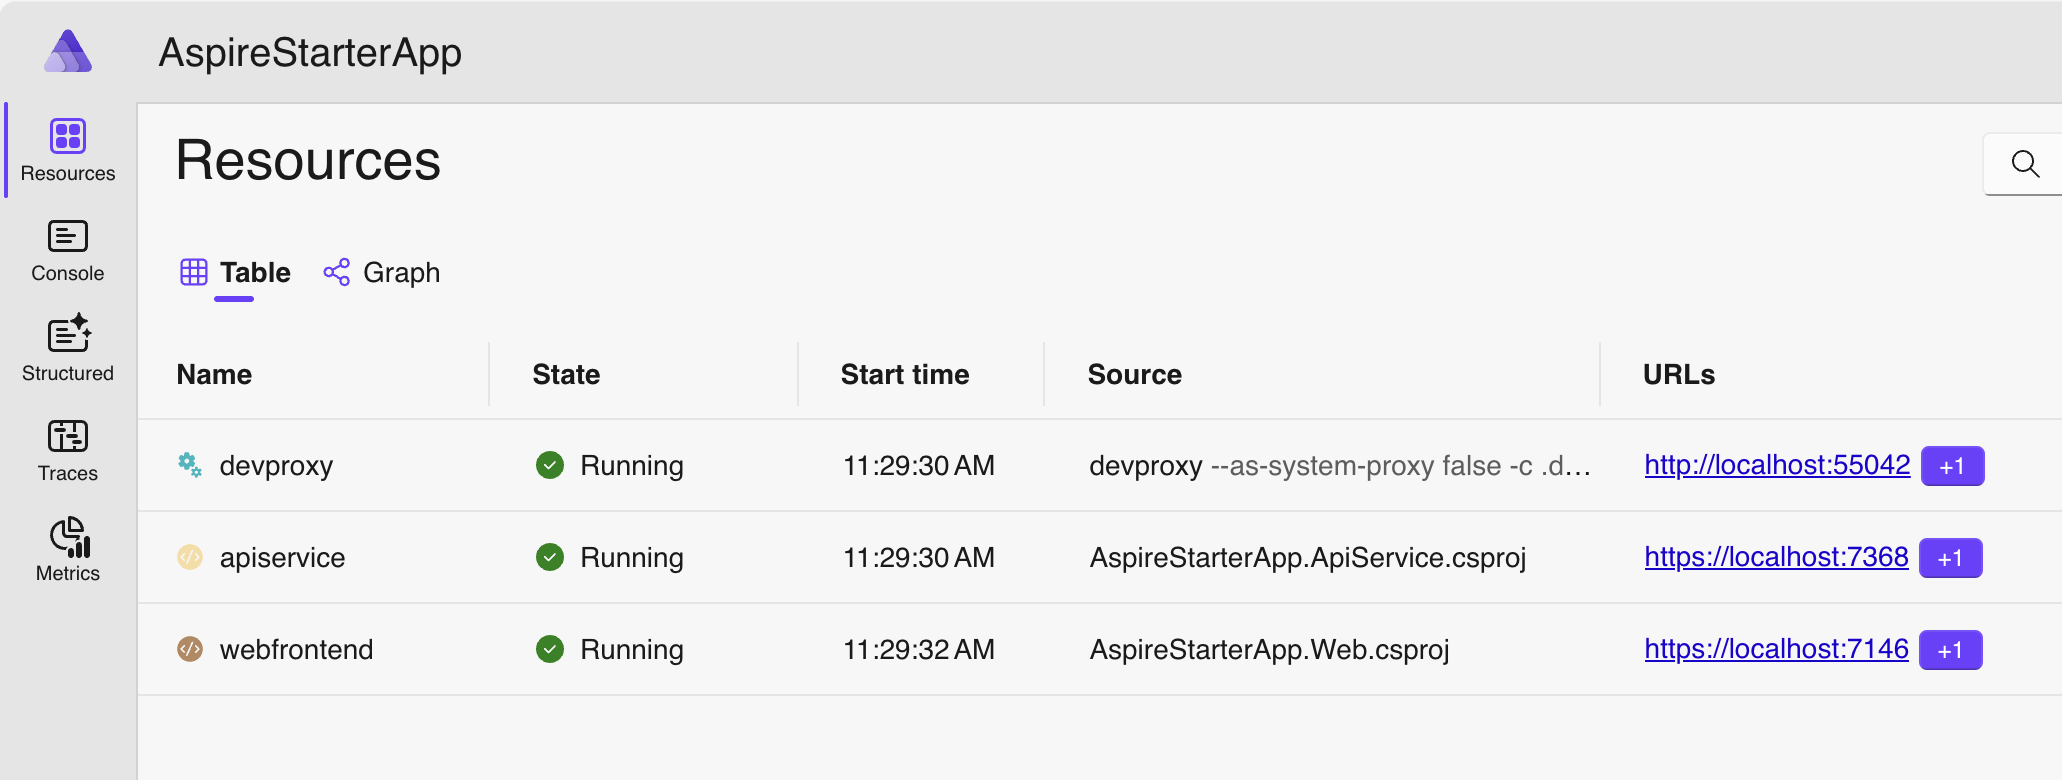 AspireStarterApp
Resources
Console
Structured
Traces
Metrics
Resources
Table Graph
Name State Start time Source URLs
devproxy Running 11:29:30 AM devproxy --as-system-proxy false -c .d… http://localhost:55042 +1
apiservice Running 11:29:30 AM AspireStarterApp.ApiService.csproj https://localhost:7368 +1
webfrontend Running 11:29:32 AM AspireStarterApp.Web.csproj https://localhost:7146 +1